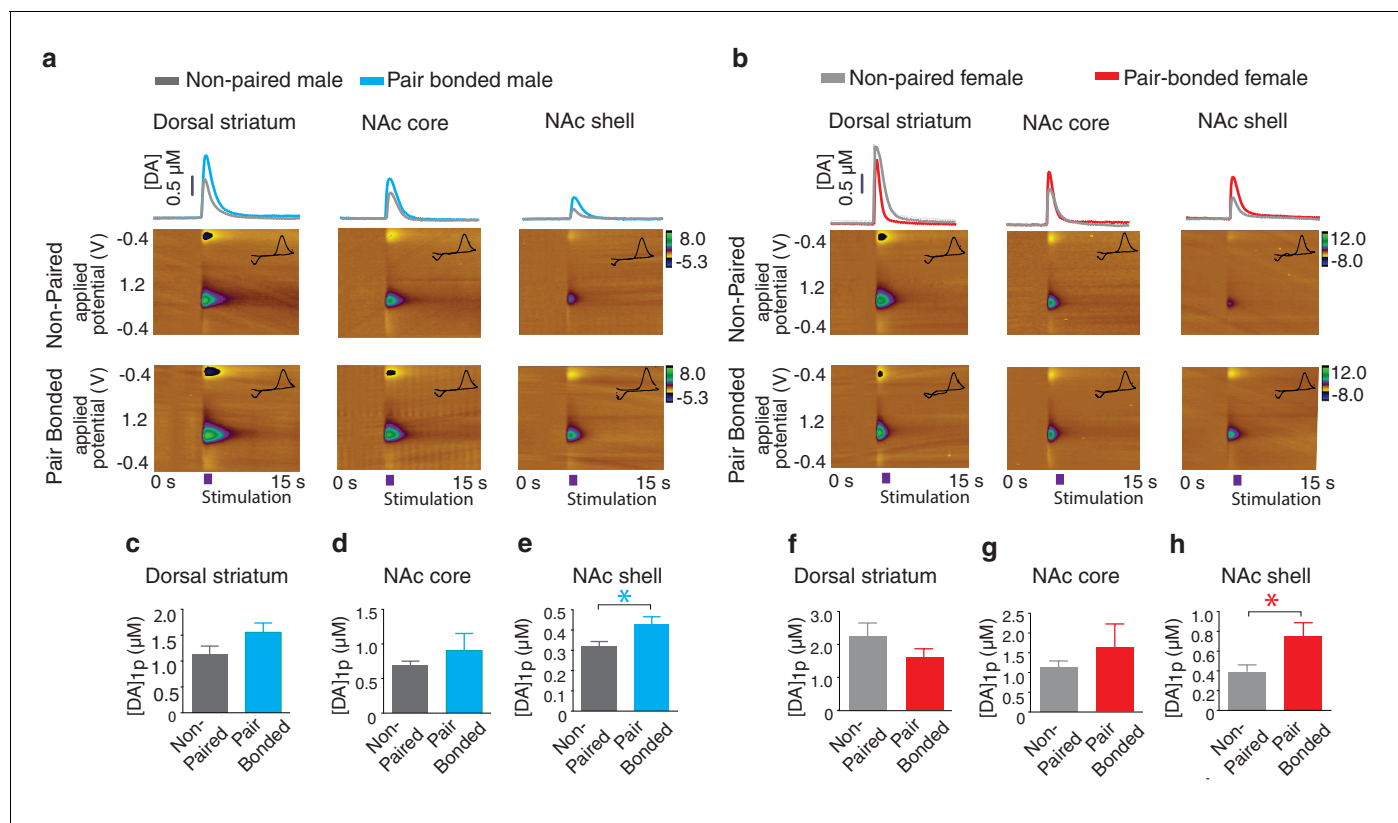 a
Non-paired male Pair bonded male
Dorsal striatum NAc core NAc shell
[DA]
0.5 µM
Non-Paired
applied
potential (V)
-0.4
1.2
-0.4
8.0
-5.3
Pair Bonded
applied
potential (V)
-0.4
1.2
-0.4
8.0
-5.3
0 s 15 s 0 s 15 s 0 s 15 s
Stimulation Stimulation Stimulation
b
Non-paired female Pair-bonded female
Dorsal striatum NAc core NAc shell
[DA]
0.5 µM
Non-Paired
applied
potential (V)
-0.4
1.2
-0.4
12.0
-8.0
Pair Bonded
applied
potential (V)
-0.4
1.2
-0.4
12.0
-8.0
0 s 15 s 0 s 15 s 0 s 15 s
Stimulation Stimulation Stimulation
c
Dorsal striatum
[DA]1p (µM)
2.0
1.5
1.0
0.5
0
Non-
Paired
Pair
Bonded
d
NAc core
[DA]1p (µM)
1.5
1.0
0.5
0
Non-
Paired
Pair
Bonded
e
NAc shell
*
[DA]1p (µM)
0.5
0.4
0.3
0.2
0.1
0
Non-
Paired
Pair
Bonded
f
Dorsal striatum
[DA]1p (µM)
3.0
2.0
1.0
0
Non-
Paired
Pair
Bonded
g
NAc core
[DA]1p (µM)
2.5
2.0
1.5
1.0
0.5
0
Non-
Paired
Pair
Bonded
h
NAc shell
*
[DA]1p (µM)
1.0
0.8
0.6
0.4
0.2
0
Non-
Paired
Pair
Bonded